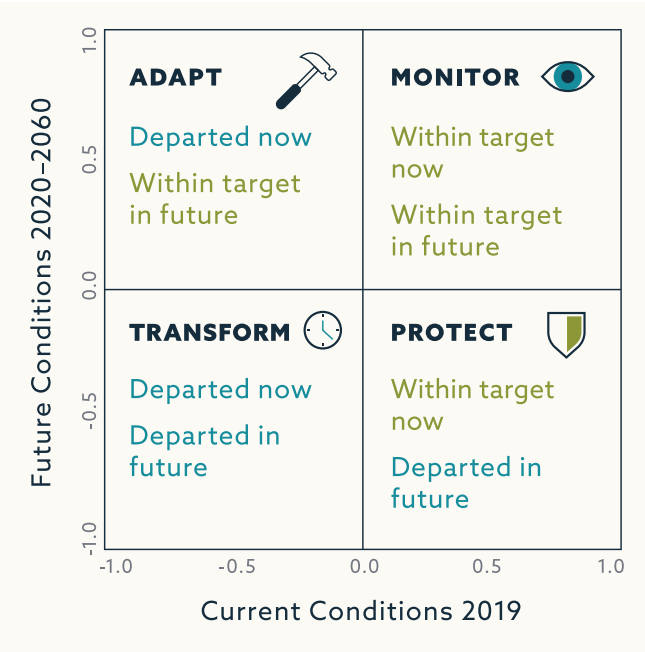 1.0
ADAPT
Departed now
Within target
in future
MONITOR
Within target
now
Within target
in future
0.5
0.0
TRANSFORM
Departed now
Departed in
future
PROTECT
Within target
now
Departed in
future
-0.5
-1.0
Future Conditions 2020–2060
-1.0
-0.5
0.0
0.5
1.0
Current Conditions 2019